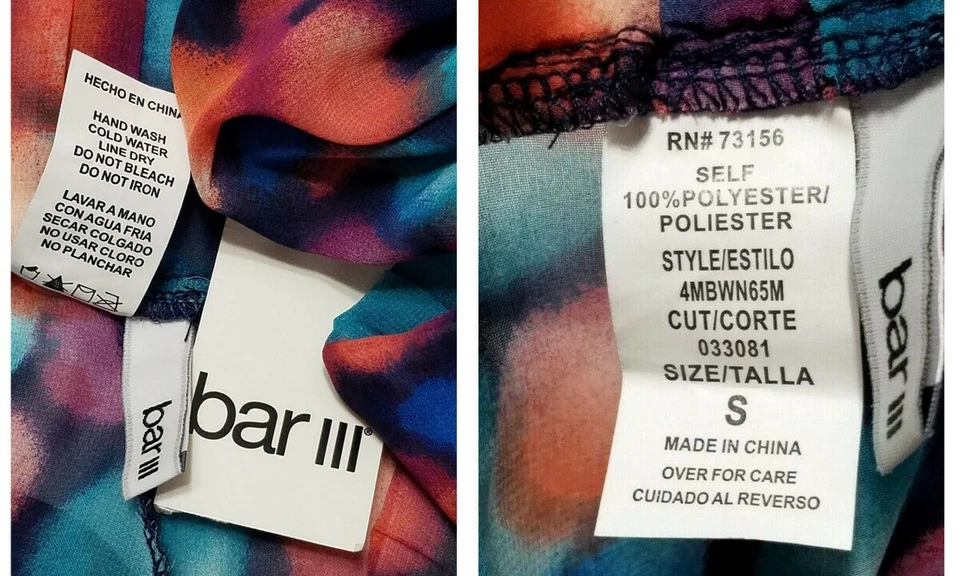 HECHO EN CHINA
HAND WASH
COLD WATER
LINE DRY
DO NOT BLEACH
DO NOT IRON
LAVAR A MANO
CON AGUA FRIA
SECAR COLGADO
NO USAR CLORO
NO PLANCHAR
bar III
bar III®
RN# 73156
SELF
100%POLYESTER/
POLIESTER
STYLE/ESTILO
4MBWN65M
CUT/CORTE
033081
SIZE/TALLA
S
MADE IN CHINA
OVER FOR CARE
CUIDADO AL REVERSO
bar III